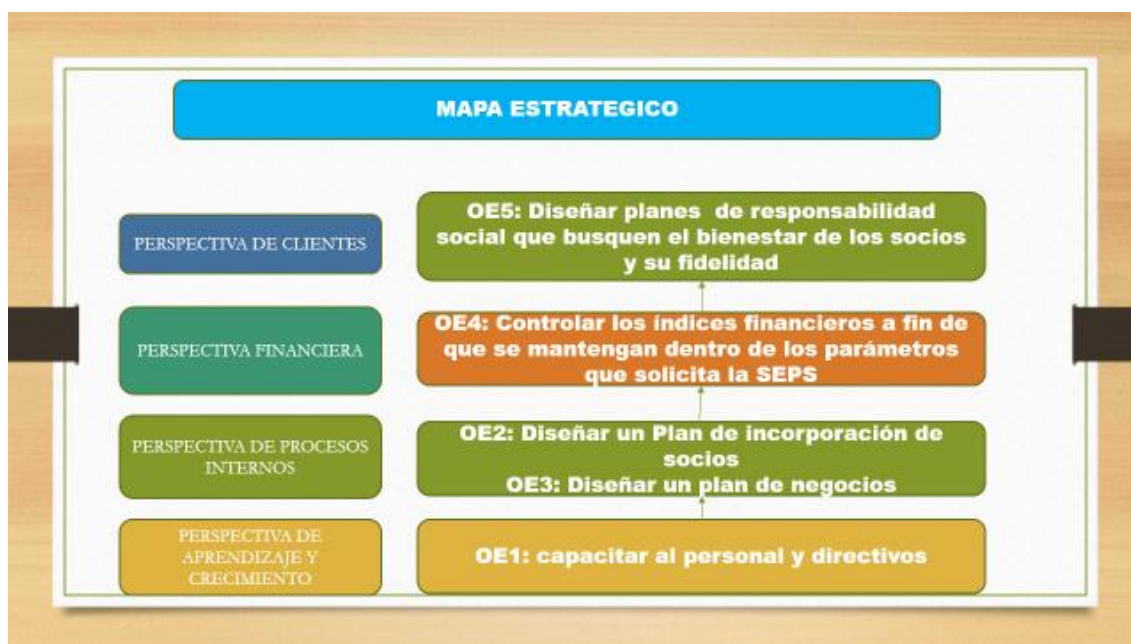 MAPA ESTRATEGICO
PERSPECTIVA DE CLIENTES
OE5: Diseñar planes de responsabilidad
social que busquen el bienestar de los socios
y su fidelidad
PERSPECTIVA FINANCIERA
OE4: Controlar los índices financieros a fin de
que se mantengan dentro de los parámetros
que solicita la SEPS
PERSPECTIVA DE PROCESOS
INTERNOS
OE2: Diseñar un Plan de incorporación de
socios
OE3: Diseñar un plan de negocios
PERSPECTIVA DE
APRENDIZAJE Y
CRECIMIENTO
OE1: capacitar al personal y directivos